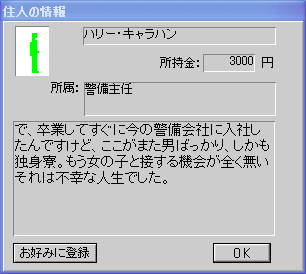 住人の情報
ハリー・キャラハン
所持金: 3000 円
所属: 警備主任
で、卒業してすぐに今の警備会社に入社し
たんですけど、ここがまた男ばっかり、しかも
独身寮。もう女の子と接する機会が全く無い
それは不幸な人生でした。
お好みに登録
OK